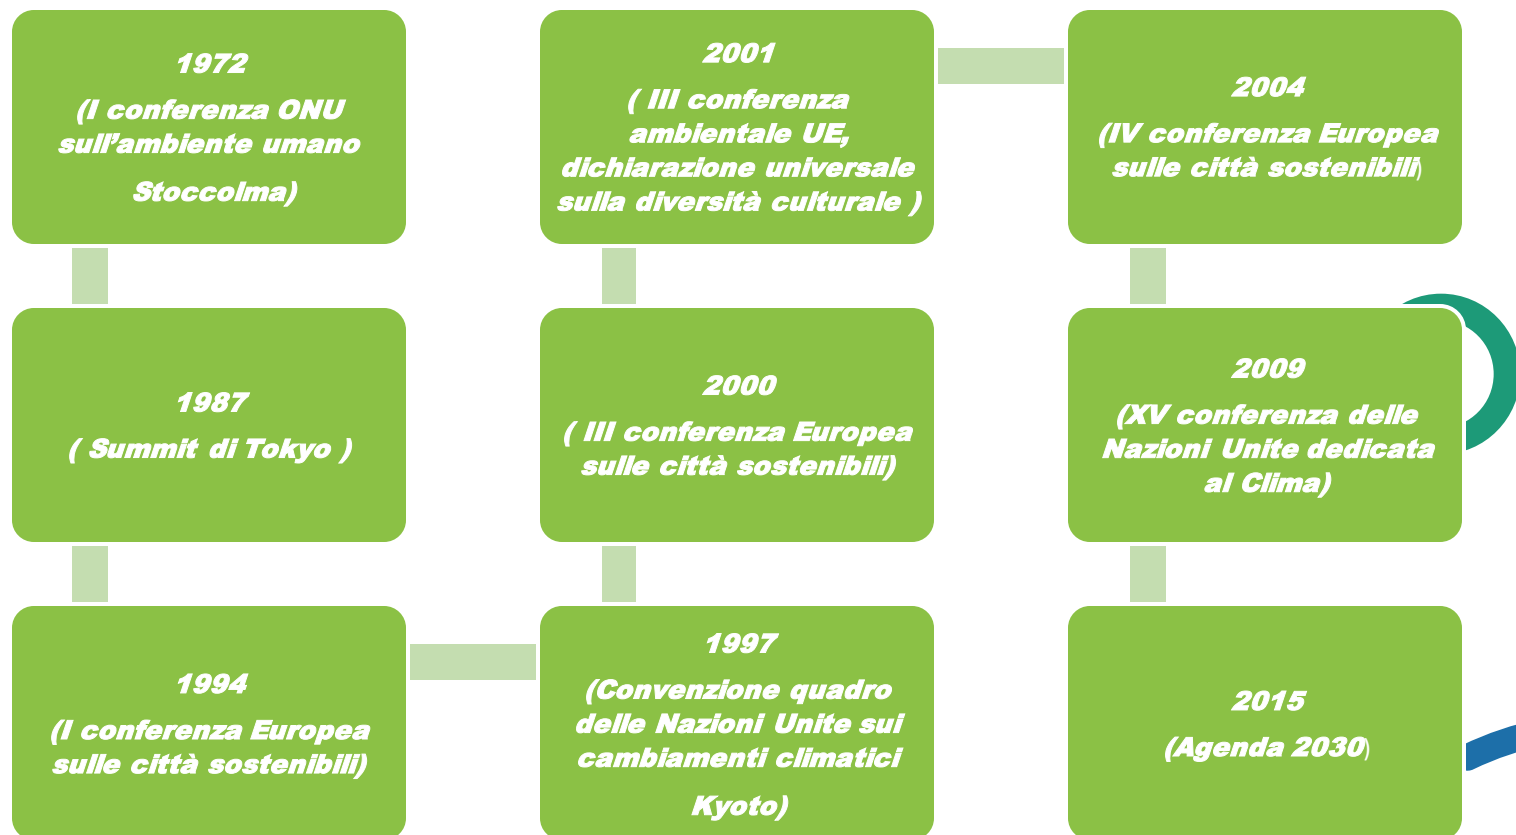 1972
(I conferenza ONU
sull’ambiente umano
Stoccolma)
1987
( Summit di Tokyo )
1994
(I conferenza Europea
sulle città sostenibili)
1997
(Convenzione quadro
delle Nazioni Unite sui
cambiamenti climatici
Kyoto)
2000
( III conferenza Europea
sulle città sostenibili)
2001
( III conferenza
ambientale UE,
dichiarazione universale
sulla diversità culturale )
2004
(IV conferenza Europea
sulle città sostenibili)
2009
(XV conferenza delle
Nazioni Unite dedicata
al Clima)
2015
(Agenda 2030)